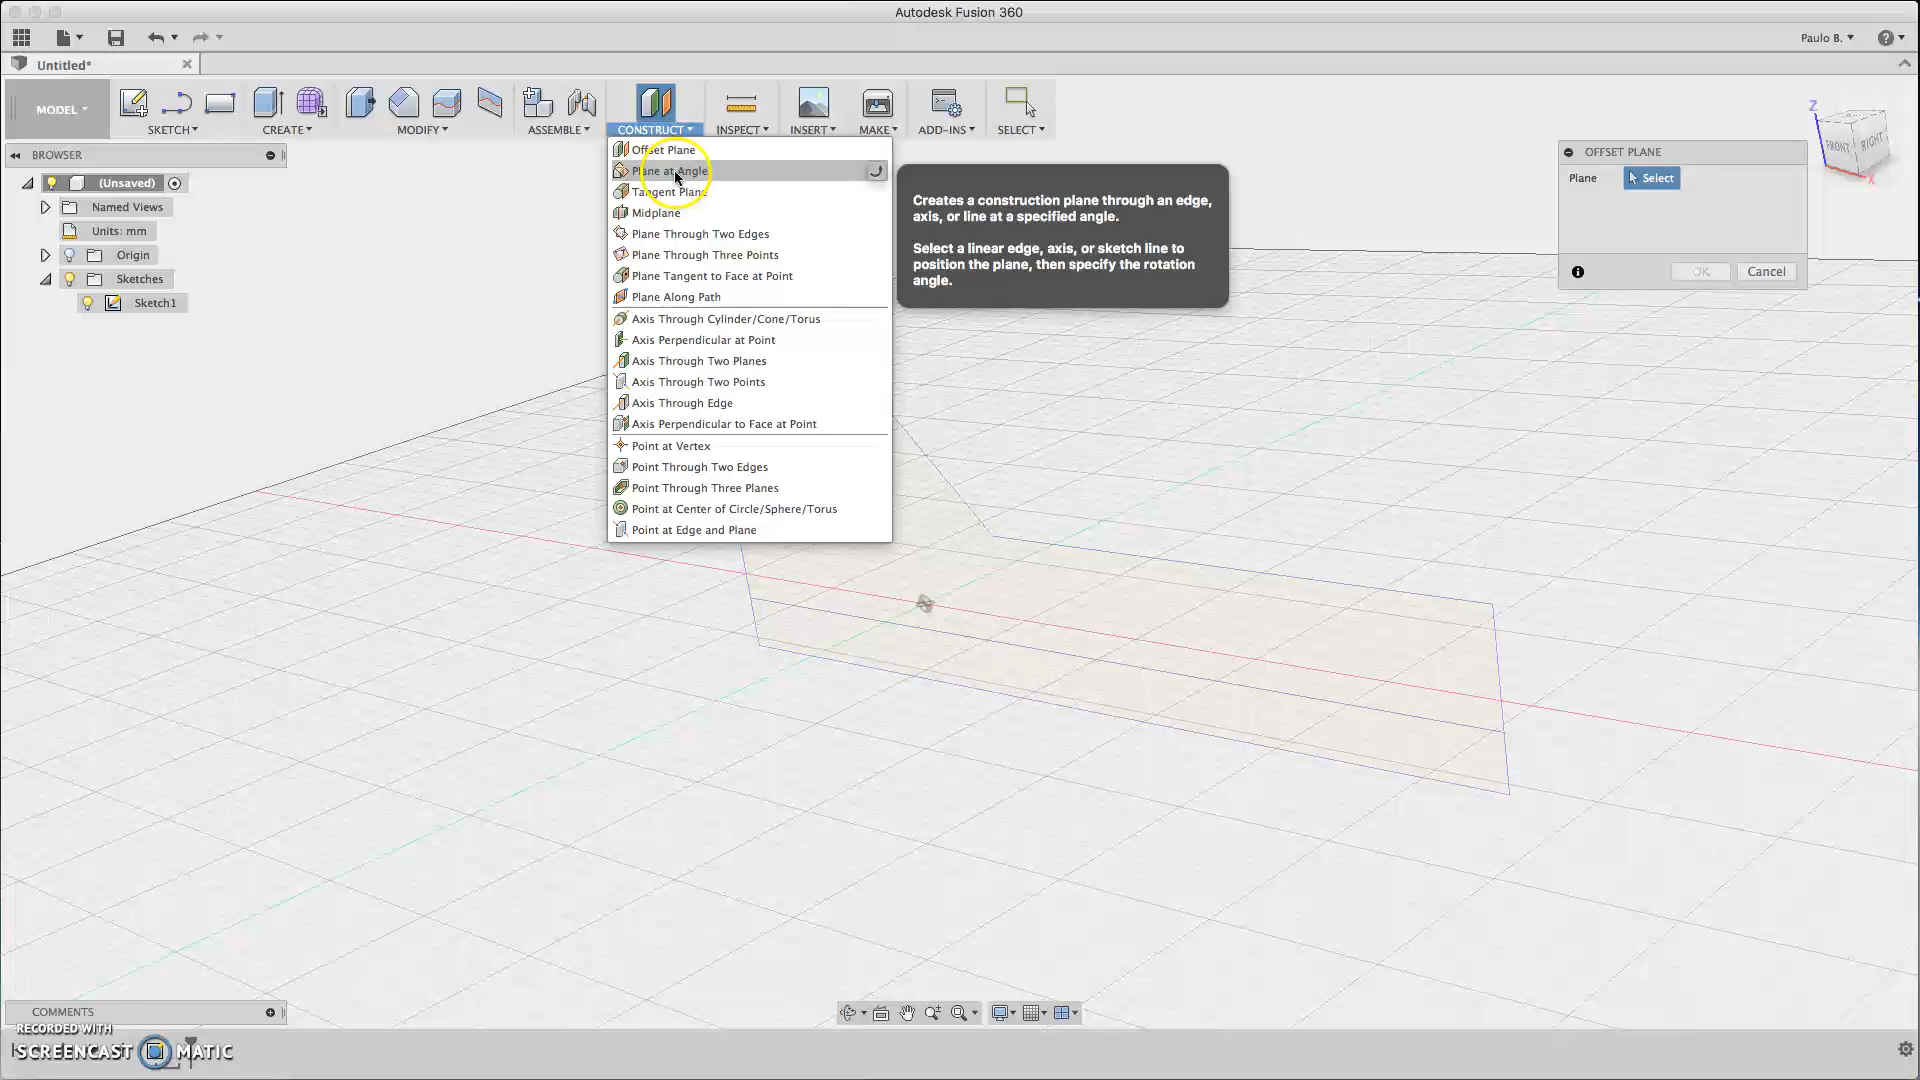 Autodesk Fusion 360
Paulo B.
Untitled*
MODEL
SKETCH
CREATE
MODIFY
ASSEMBLE
CONSTRUCT
INSPECT
INSERT
MAKE
ADD-INS
SELECT
BROWSER
(Unsaved)
Named Views
Units: mm
Origin
Sketches
Sketch1
Offset Plane
Plane at Angle
Tangent Plane
Midplane
Plane Through Two Edges
Plane Through Three Points
Plane Tangent to Face at Point
Plane Along Path
Axis Through Cylinder/Cone/Torus
Axis Perpendicular at Point
Axis Through Two Planes
Axis Through Two Points
Axis Through Edge
Axis Perpendicular to Face at Point
Point at Vertex
Point Through Two Edges
Point Through Three Planes
Point at Center of Circle/Sphere/Torus
Point at Edge and Plane
Creates a construction plane through an edge,
axis, or line at a specified angle.
Select a linear edge, axis, or sketch line to
position the plane, then specify the rotation
angle.
OFFSET PLANE
Plane
Select
OK
Cancel
Z
FRONT
RIGHT
X
COMMENTS
RECORDED WITH
SCREENCAST MATIC